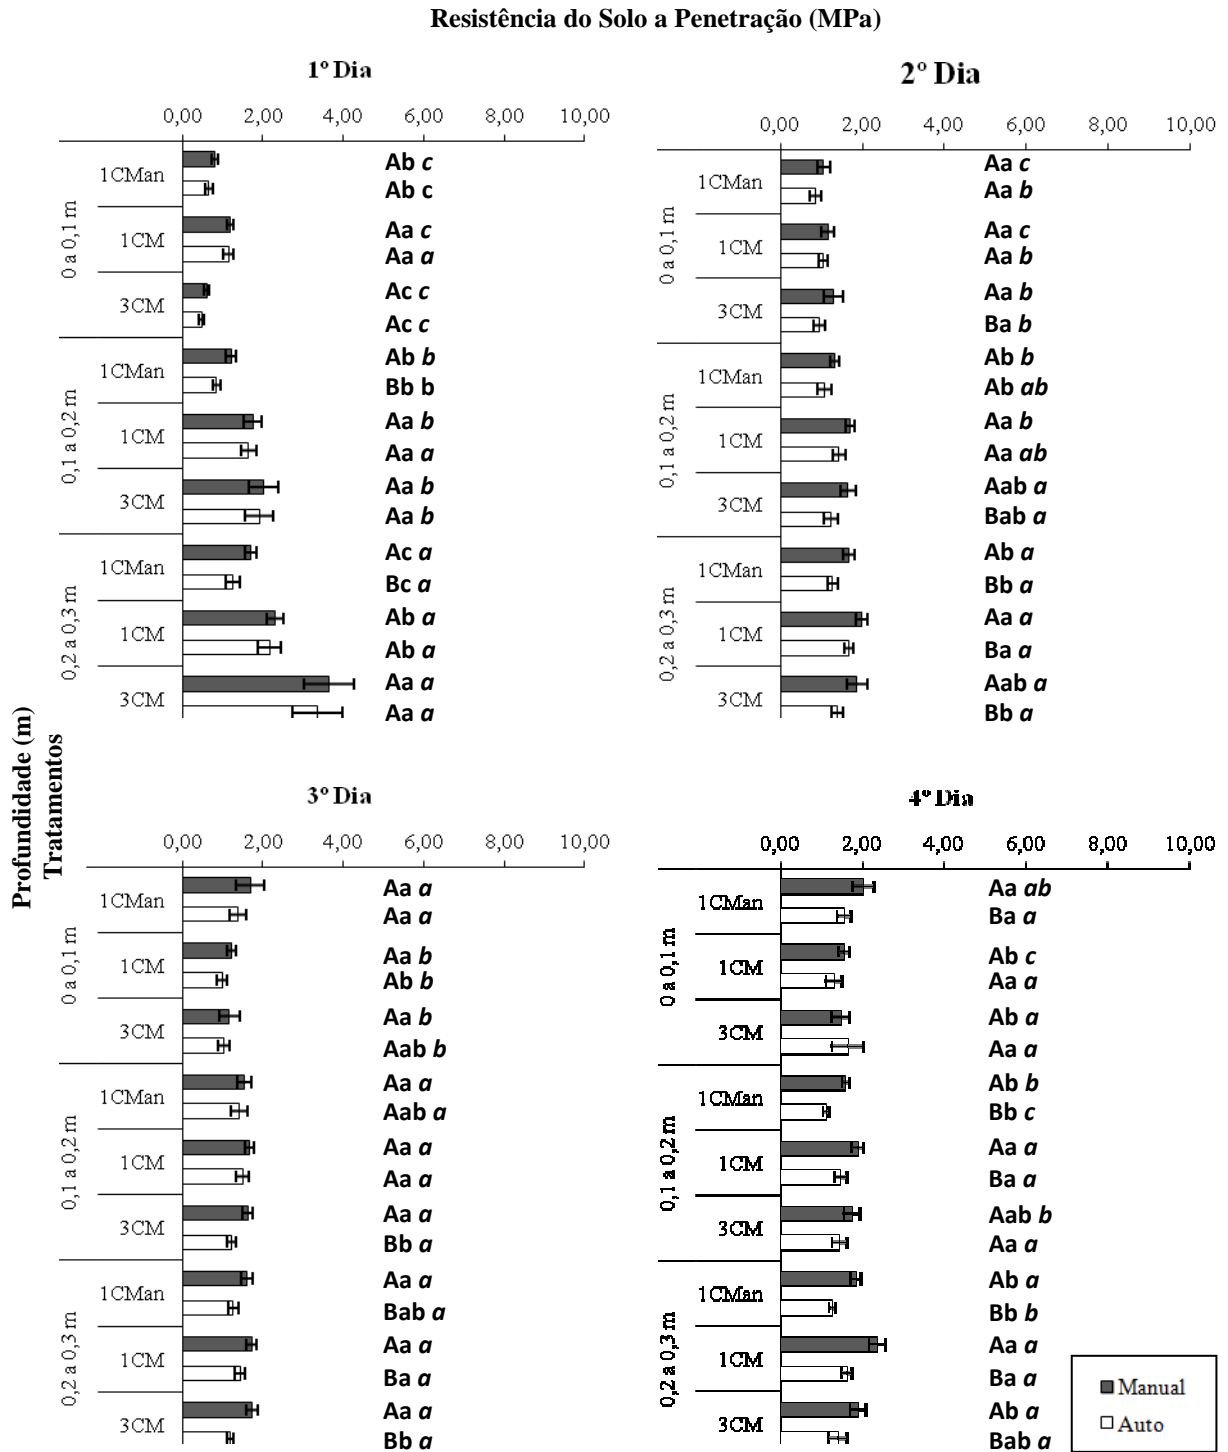 Resistência do Solo a Penetração (MPa)
1º Dia
0,00 2,00 4,00 6,00 8,00 10,00
0 a 0,1 m
1CMan
Ab c
Ab c
1CM
Aa c
Aa a
3CM
Ac c
Ac c
0,1 a 0,2 m
1CMan
Ab b
Bb b
1CM
Aa b
Aa a
3CM
Aa b
Aa b
0,2 a 0,3 m
1CMan
Ac a
Bc a
1CM
Ab a
Ab a
3CM
Aa a
Aa a
2º Dia
0,00 2,00 4,00 6,00 8,00 10,00
0 a 0,1 m
1CMan
Aa c
Aa b
1CM
Aa c
Aa b
3CM
Aa b
Ba b
0,1 a 0,2 m
1CMan
Ab b
Ab ab
1CM
Aa b
Aa ab
3CM
Aab a
Bab a
0,2 a 0,3 m
1CMan
Ab a
Bb a
1CM
Aa a
Ba a
3CM
Aab a
Bb a
Profundidade (m)
Tratamentos
3º Dia
0,00 2,00 4,00 6,00 8,00 10,00
0 a 0,1 m
1CMan
Aa a
Aa a
1CM
Aa b
Ab b
3CM
Aa b
Aab b
0,1 a 0,2 m
1CMan
Aa a
Aab a
1CM
Aa a
Aa a
3CM
Aa a
Bb a
0,2 a 0,3 m
1CMan
Aa a
Bab a
1CM
Aa a
Ba a
3CM
Aa a
Bb a
4º Dia
0,00 2,00 4,00 6,00 8,00 10,00
0 a 0,1 m
1CMan
Aa ab
Ba a
1CM
Ab c
Aa a
3CM
Ab a
Aa a
0,1 a 0,2 m
1CMan
Ab b
Bb c
1CM
Aa a
Ba a
3CM
Aab b
Aa a
0,2 a 0,3 m
1CMan
Ab a
Bb b
1CM
Aa a
Ba a
3CM
Ab a
Bab a
Manual
Auto